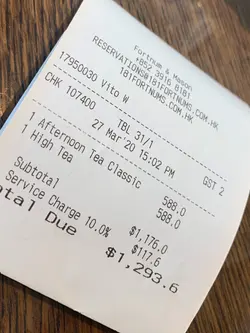 Fortnum & Mason
+852 3916 8181
RESERVATIONS@181FORTNUMS.COM.HK
181FORTNUMS.COM.HK
17950030 Vito W
CHK 107400 TBL 31/1 GST 2
27 Mar'20 15:02 PM
1 Afternoon Tea Classic 588.0
1 High Tea 588.0
Subtotal $1,176.0
Service Charge 10.0% $117.6
otal Due $1,293.6